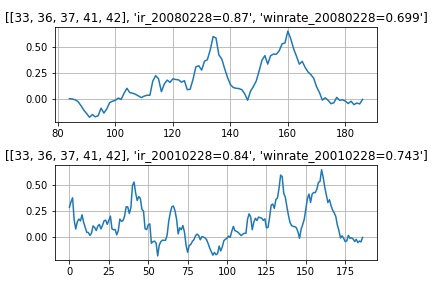 [[33, 36, 37, 41, 42], 'ir_20080228=0.87', 'winrate_20080228=0.699']
0.50
0.25
0.00
80 100 120 140 160 180
[[33, 36, 37, 41, 42], 'ir_20010228=0.84', 'winrate_20010228=0.743']
0.50
0.25
0.00
0 25 50 75 100 125 150 175